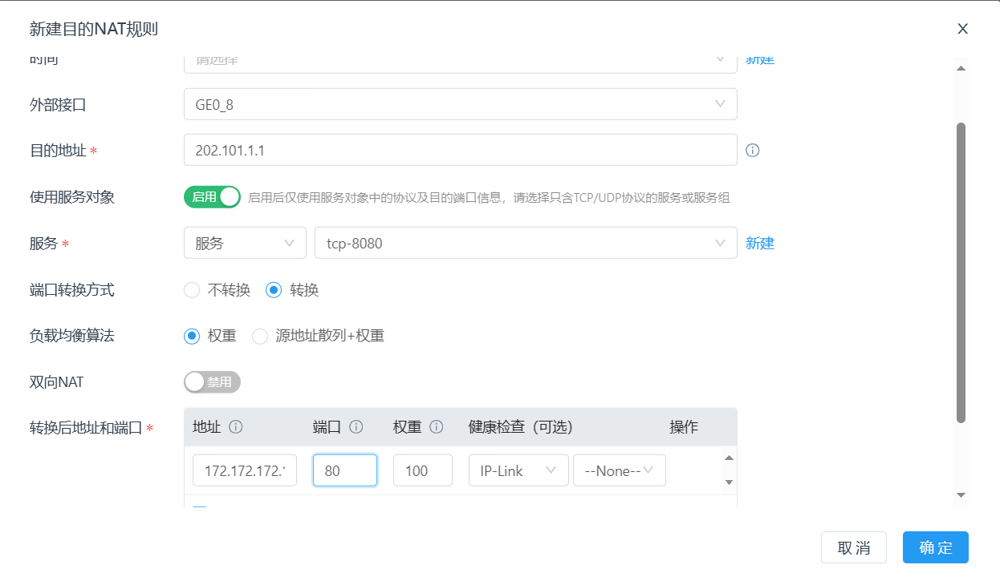 新建目的NAT规则
时间 请选择 新建
外部接口 GE0_8
目的地址 * 202.101.1.1
使用服务对象 启用 启用后仅使用服务对象中的协议及目的端口信息，请选择只含TCP/UDP协议的服务或服务组
服务 * 服务 tcp-8080 新建
端口转换方式 不转换 转换
负载均衡算法 权重 源地址散列+权重
双向NAT 禁用
转换后地址和端口 * 地址 端口 权重 健康检查（可选） 操作
172.172.172. 80 100 IP-Link --None--
取消 确定